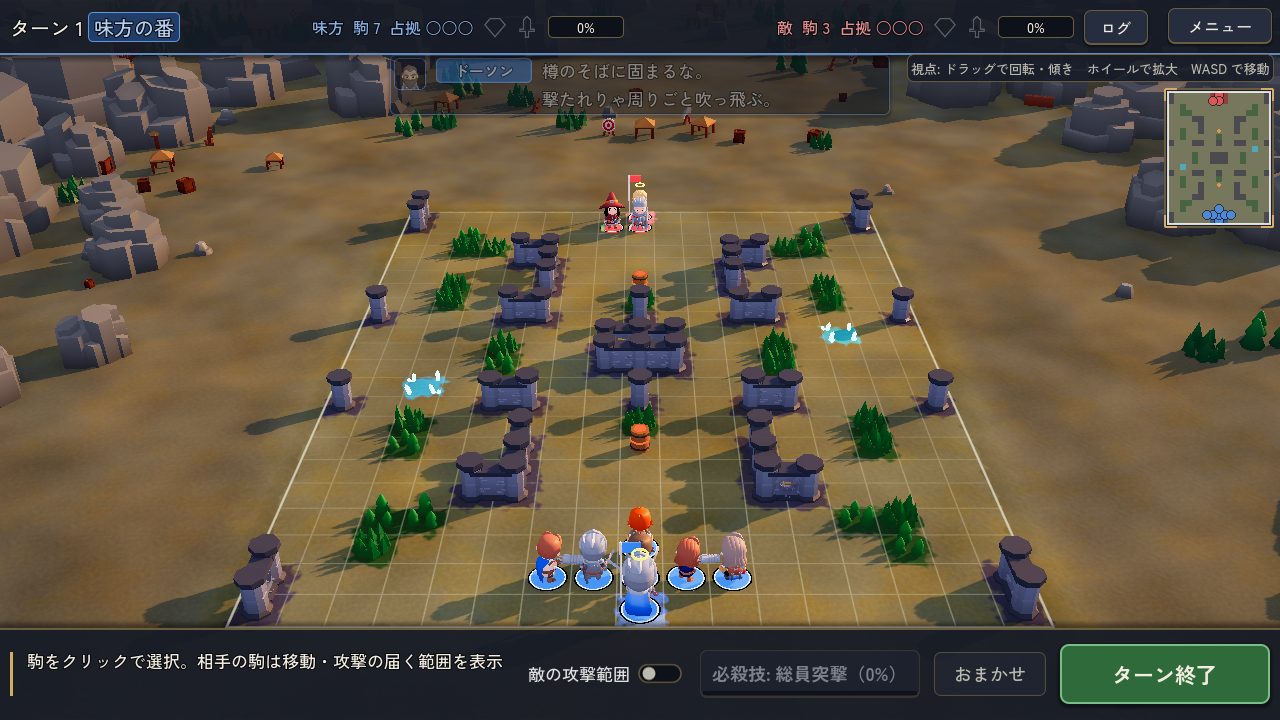 ターン 1 味方の番 味方 駒 7 占拠 ○○○ 0% 敵 駒 3 占拠 ○○○ 0% ログ メニュー
ドーソン 樽のそばに固まるな。
撃たれりゃ周りごと吹っ飛ぶ。
視点: ドラッグで回転・傾き ホイールで拡大 WASD で移動
駒をクリックで選択。相手の駒は移動・攻撃の届く範囲を表示
敵の攻撃範囲 必殺技: 総員突撃（0%） おまかせ ターン終了